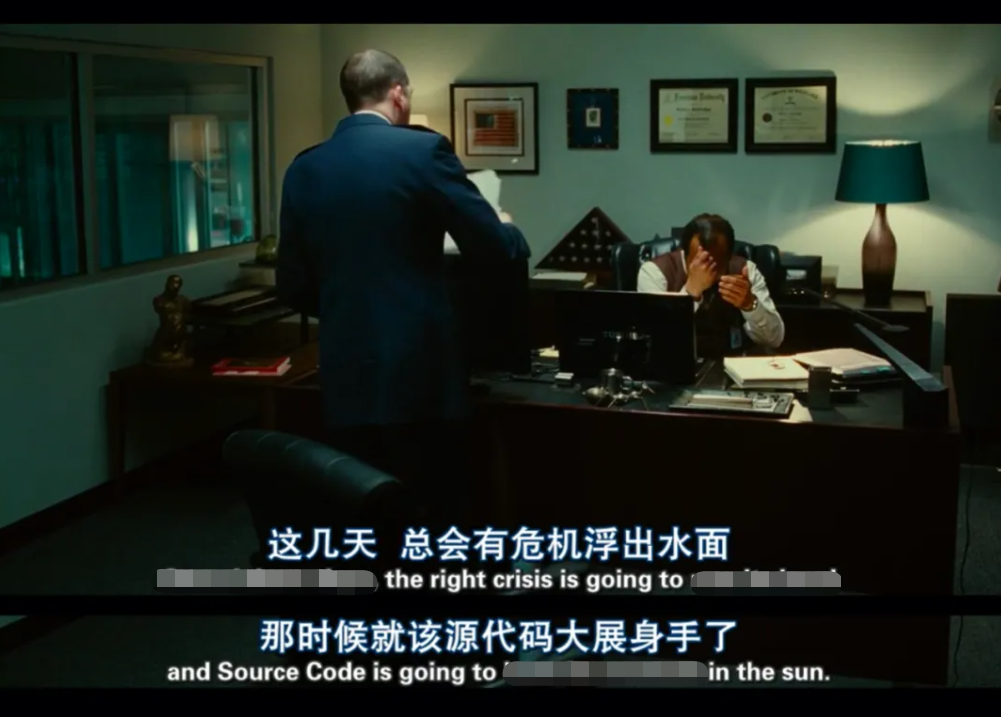 这几天 总会有危机浮出水面
the right crisis is going to
那时候就该源代码大展身手了
and Source Code is going to in the sun.